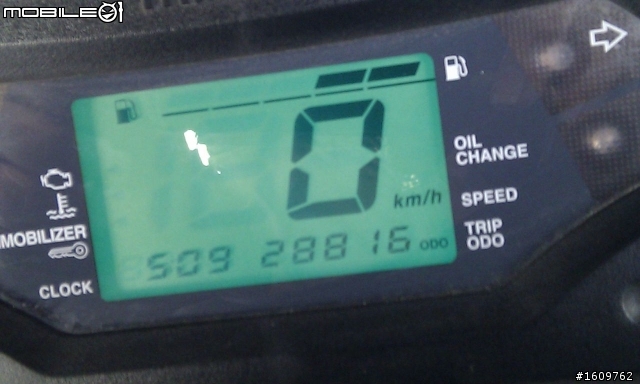 MOBILE01
0
km/h
OIL
CHANGE
SPEED
TRIP
ODO
MOBILIZER
CLOCK
509 28816 ODO
#1609762